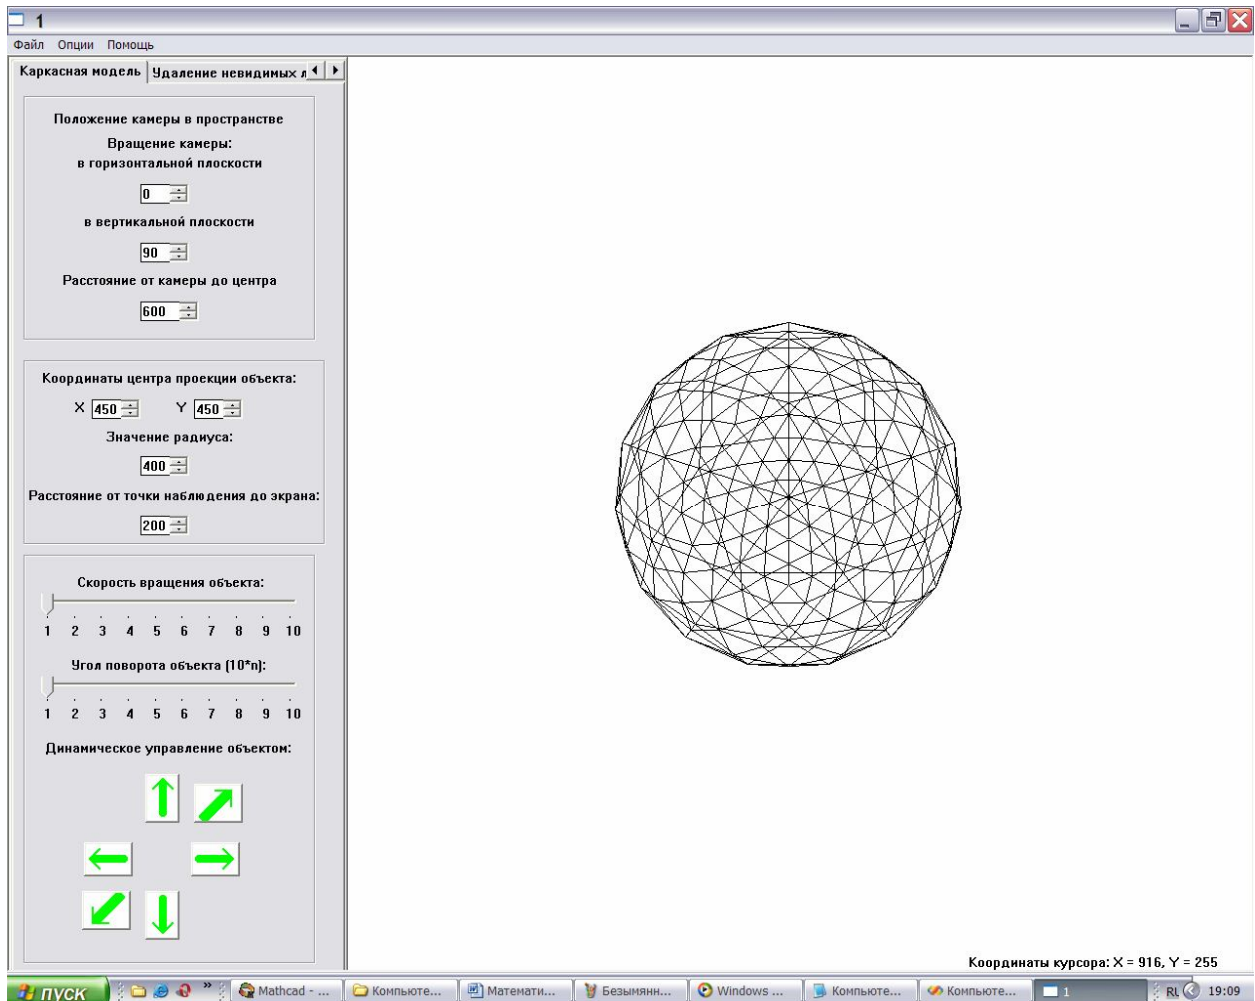 1
Файл Опции Помощь
Каркасная модель Удаление невидимых л
Положение камеры в пространстве
Вращение камеры:
в горизонтальной плоскости
0
в вертикальной плоскости
90
Расстояние от камеры до центра
600
Координаты центра проекции объекта:
X 450 Y 450
Значение радиуса:
400
Расстояние от точки наблюдения до экрана:
200
Скорость вращения объекта:
1 2 3 4 5 6 7 8 9 10
Угол поворота объекта (10*n):
1 2 3 4 5 6 7 8 9 10
Динамическое управление объектом:
Координаты курсора: X = 916, Y = 255
пуск » Mathcad - ... Компьюте... Математи... Безымянн... Windows ... Компьюте... Компьюте... 1 RL 19:09